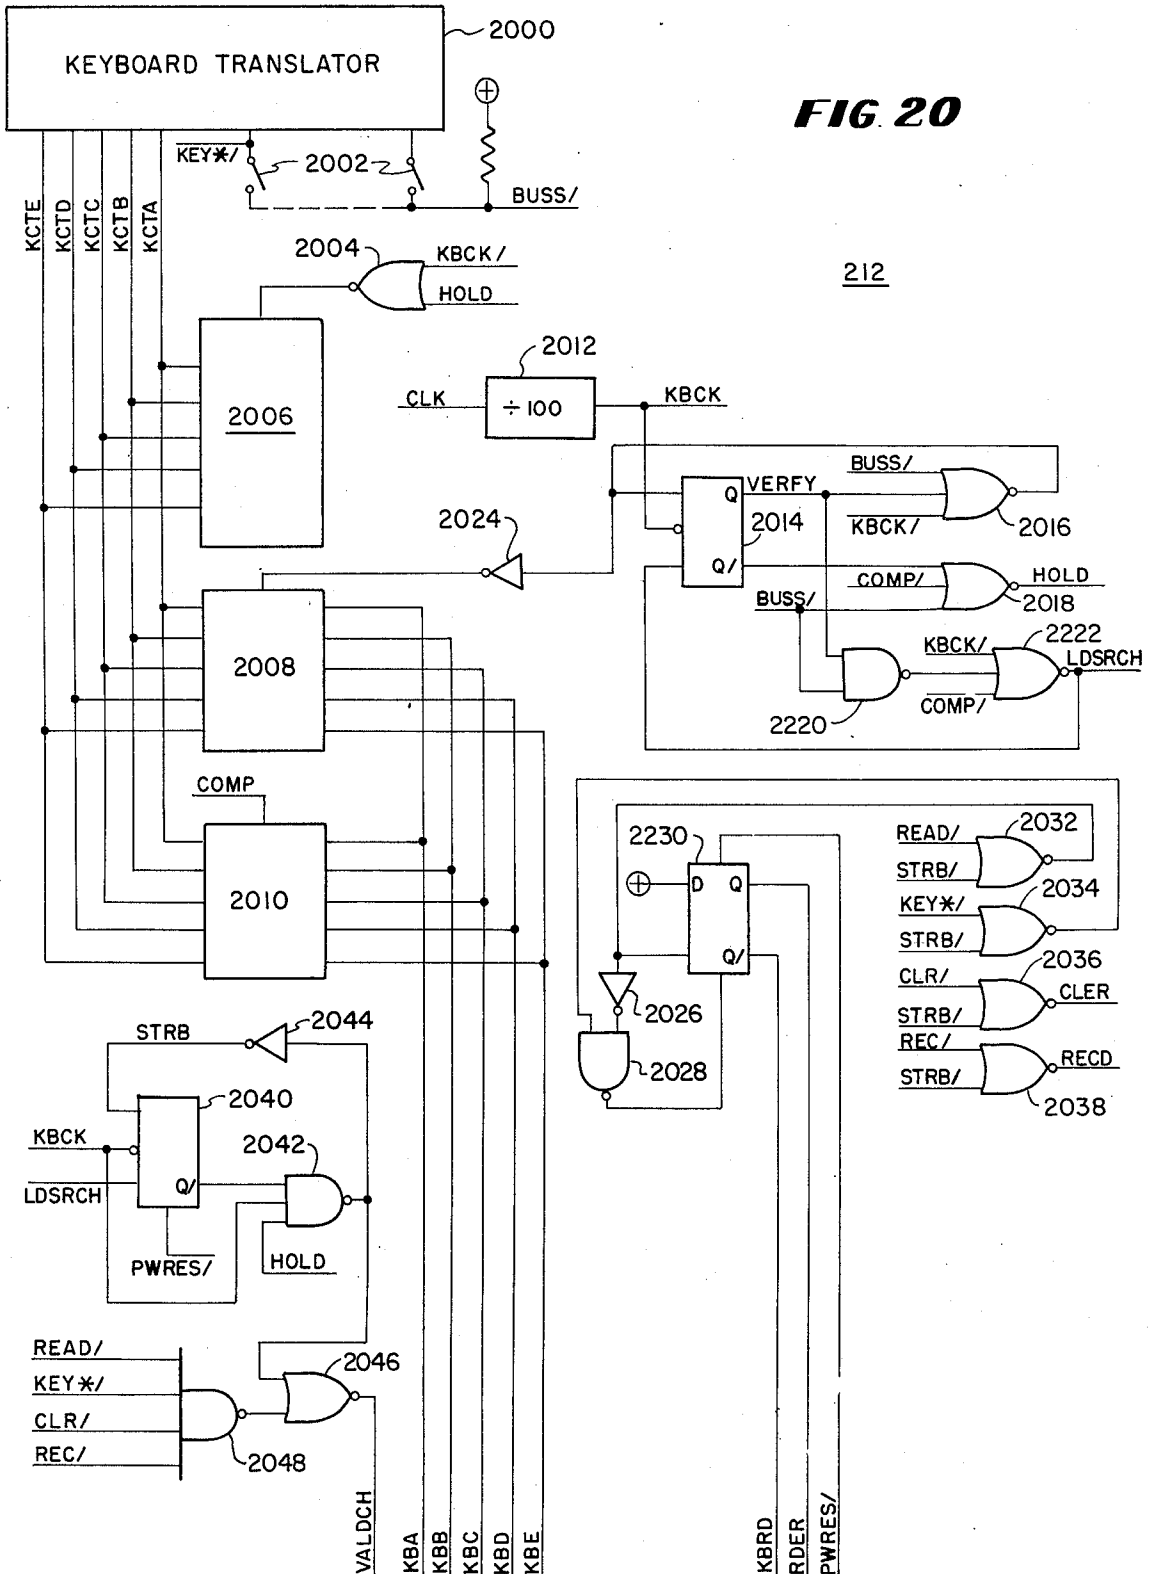 2000
KEYBOARD TRANSLATOR
FIG. 20
KEY*/
2002
BUSS/
KCTE
KCTD
KCTC
KCTB
KCTA
2004
KBCK/
HOLD
212
2006
2012
CLK
÷100
KBCK
BUSS/
Q
VERFY
2014
KBCK/
2016
2024
Q/
COMP/
HOLD
2018
BUSS/
2008
KBCK/
2222
LDSRCH
COMP/
2220
COMP
2010
2230
D
Q
Q/
READ/
2032
STRB/
KEY*/
2034
STRB/
CLR/
2036
CLER
STRB/
REC/
RECD
STRB/
2038
2026
2028
STRB
2044
2040
KBCK
2042
LDSRCH
Q/
PWRES/
HOLD
READ/
2046
KEY*/
CLR/
REC/
2048
VALDCH
KBA
KBB
KBC
KBD
KBE
KBRD
RDER
PWRES/